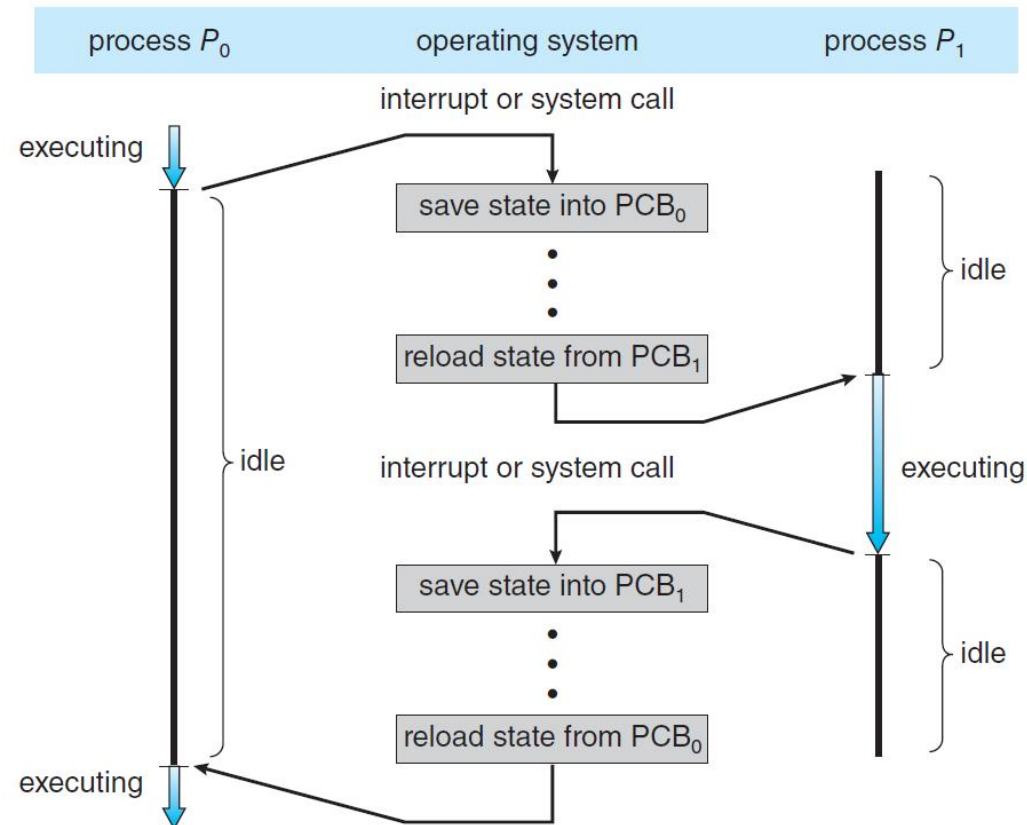 process P₀ operating system process P₁
interrupt or system call
executing
save state into PCB₀
idle
reload state from PCB₁
idle
interrupt or system call
executing
save state into PCB₁
idle
reload state from PCB₀
executing